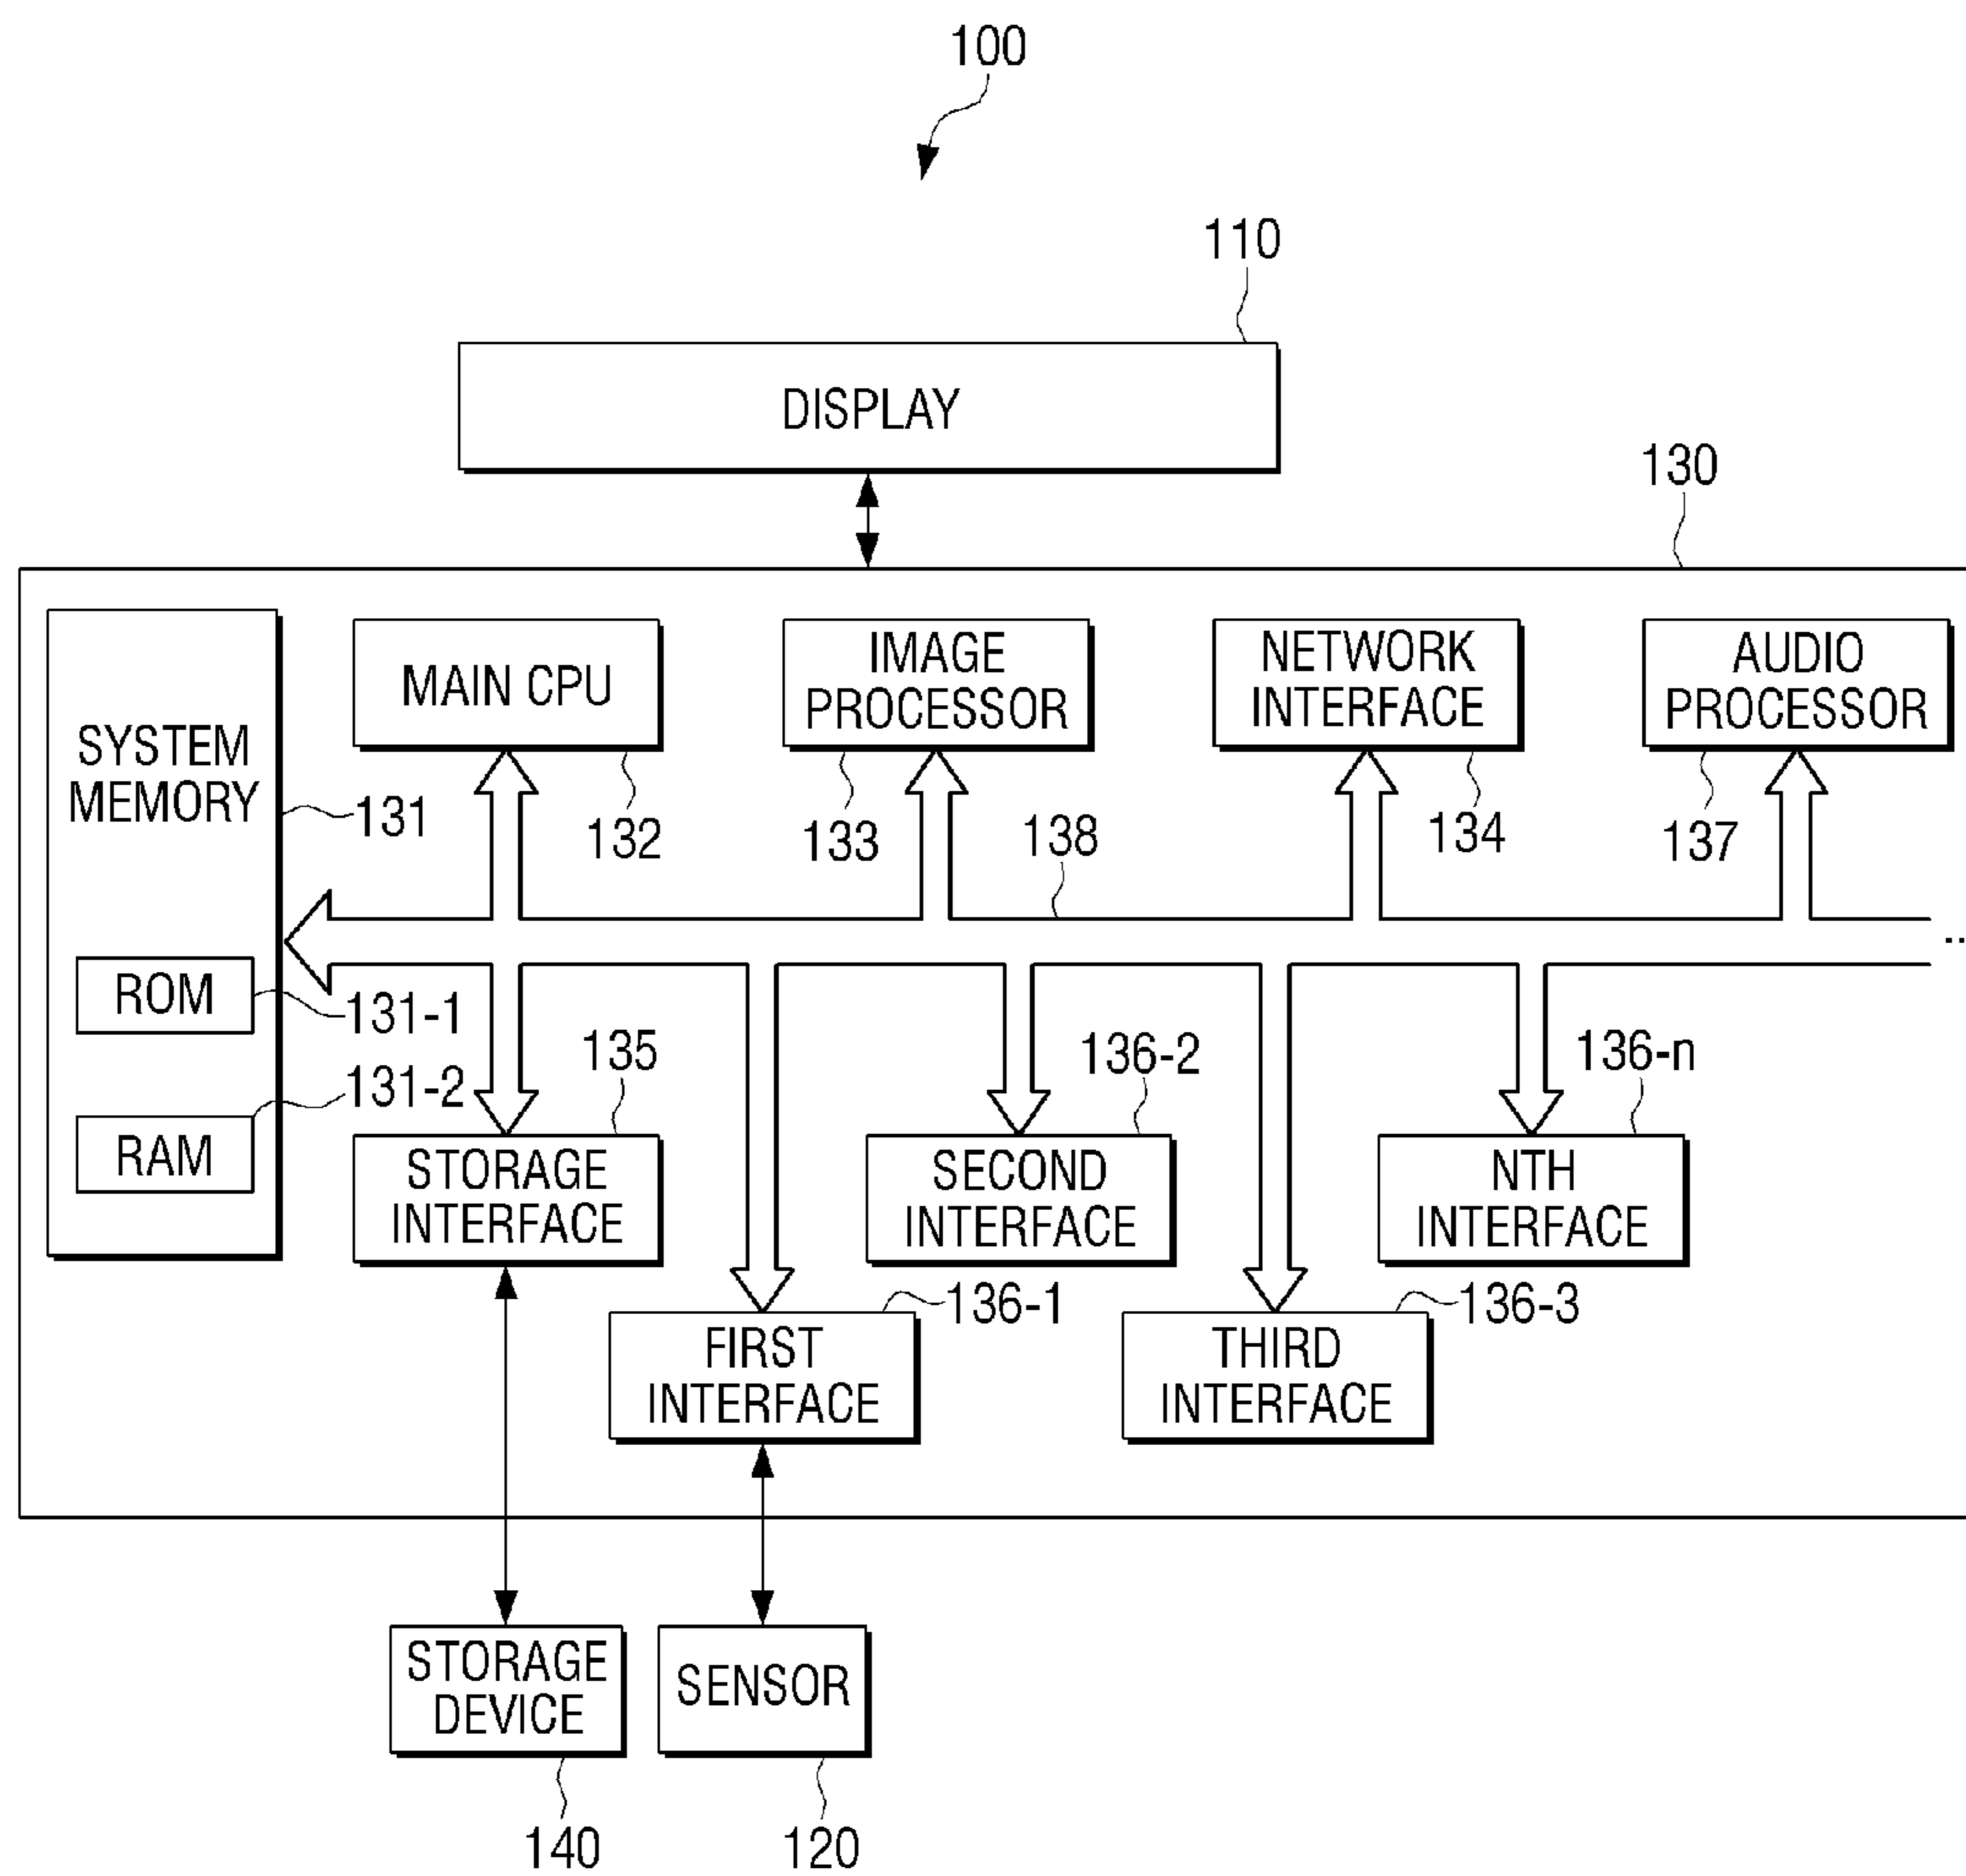 100
110
DISPLAY
130
SYSTEM
MEMORY
131
MAIN CPU
132
IMAGE
PROCESSOR
133
NETWORK
INTERFACE
134
AUDIO
PROCESSOR
137
138
..
ROM
131-1
RAM
131-2
135
STORAGE
INTERFACE
136-2
SECOND
INTERFACE
136-n
NTH
INTERFACE
136-1
FIRST
INTERFACE
136-3
THIRD
INTERFACE
STORAGE
DEVICE
140
SENSOR
120